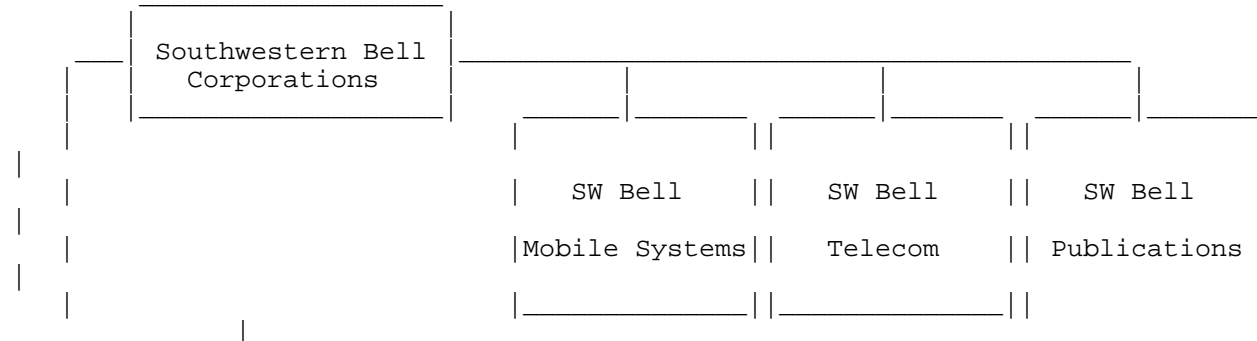 Southwestern Bell
Corporations
SW Bell SW Bell SW Bell
Mobile Systems Telecom Publications